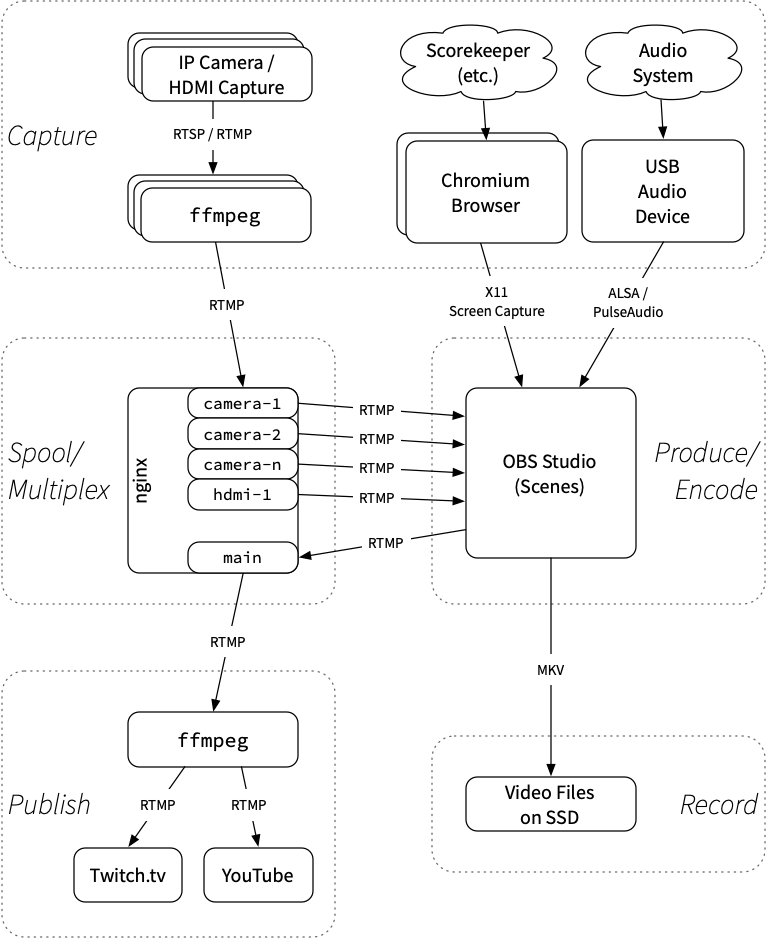 IP Camera /
HDMI Capture
Scorekeeper
(etc.)
Audio
System
Capture
RTSP / RTMP
ffmpeg
Chromium
Browser
USB
Audio
Device
RTMP
X11
Screen Capture
ALSA /
PulseAudio
Spool/
Multiplex
nginx
camera-1
camera-2
camera-n
hdmi-1
main
RTMP
RTMP
RTMP
RTMP
RTMP
OBS Studio
(Scenes)
Produce/
Encode
RTMP
MKV
Publish
ffmpeg
RTMP
RTMP
Twitch.tv
YouTube
Video Files
on SSD
Record